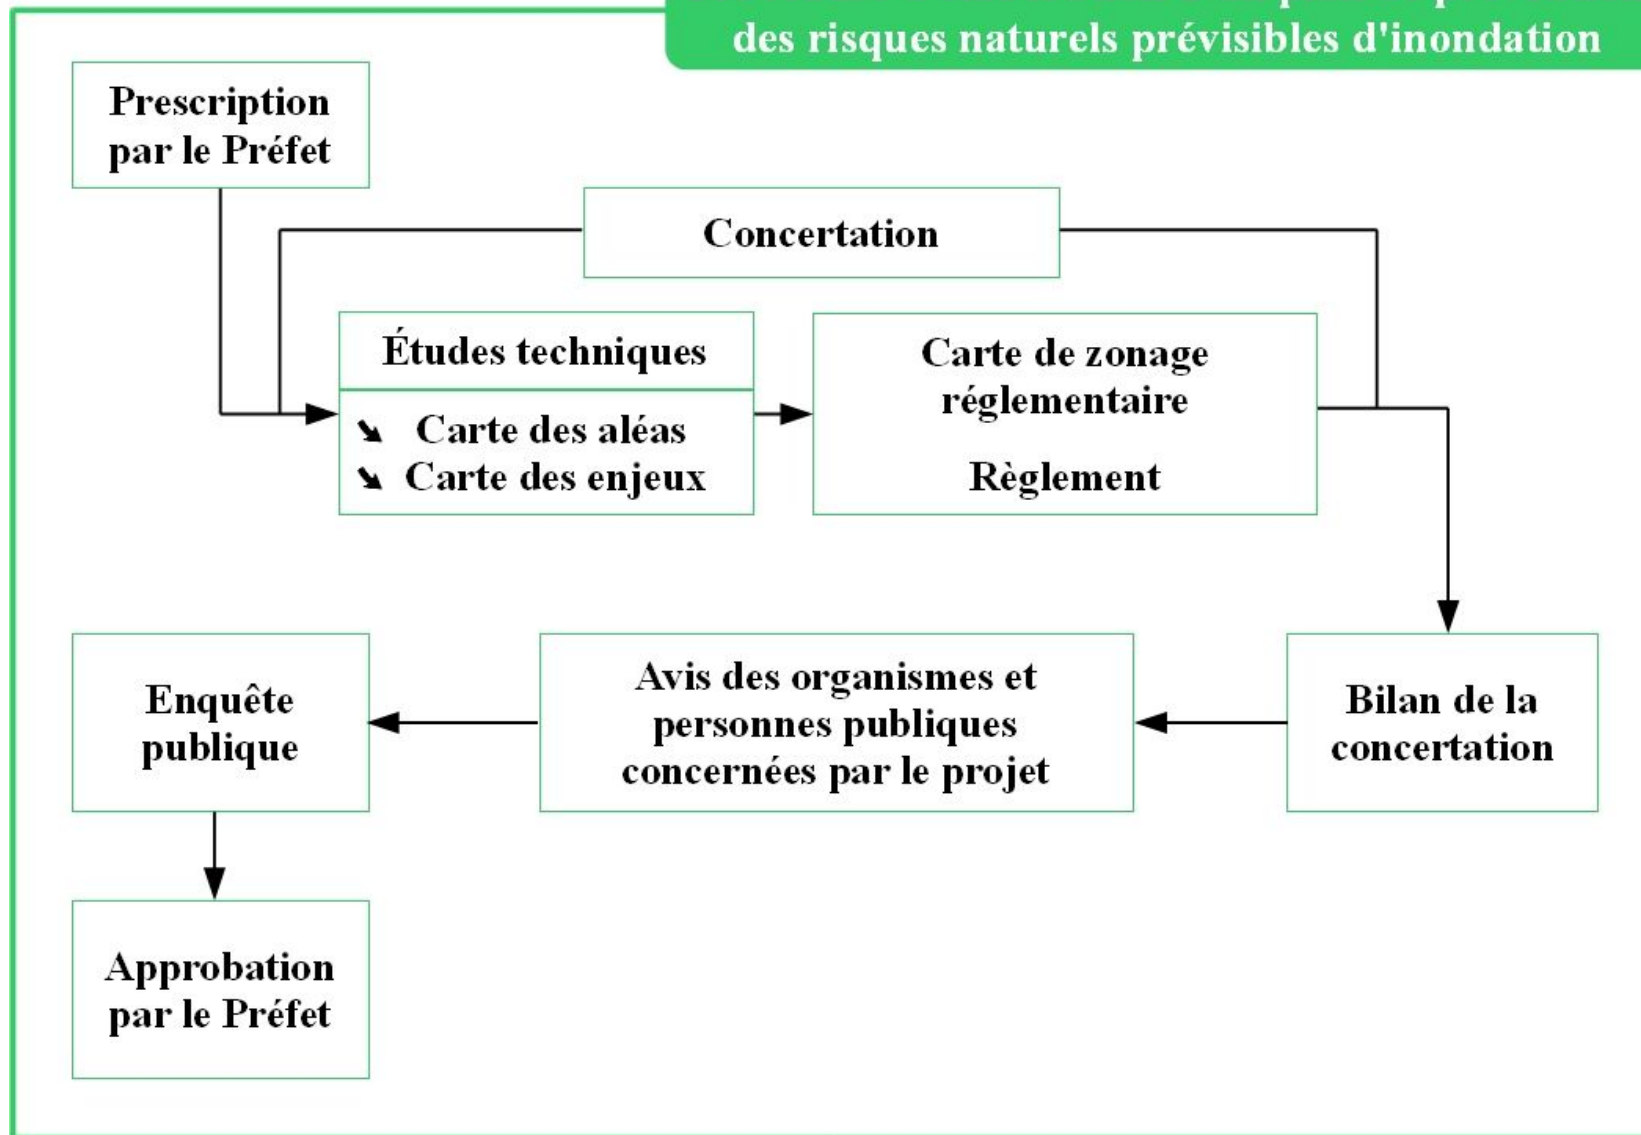 des risques naturels prévisibles d'inondation
Prescription
par le Préfet
Concertation
Études techniques
Carte des aléas
Carte des enjeux
Carte de zonage
réglementaire
Règlement
Bilan de la
concertation
Avis des organismes et
personnes publiques
concernées par le projet
Enquête
publique
Approbation
par le Préfet